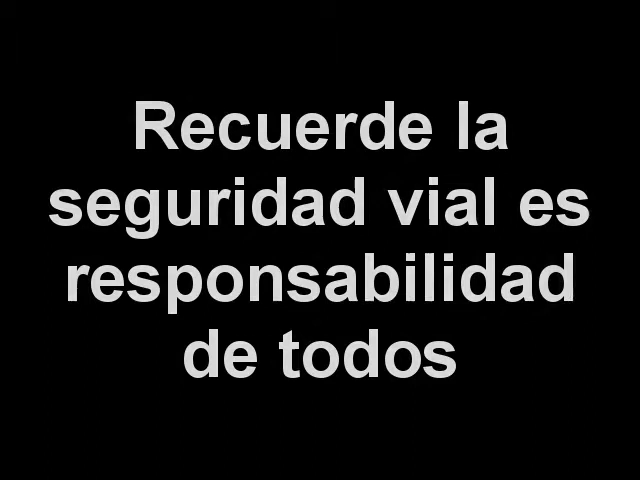 Recuerde la
seguridad vial es
responsabilidad
de todos